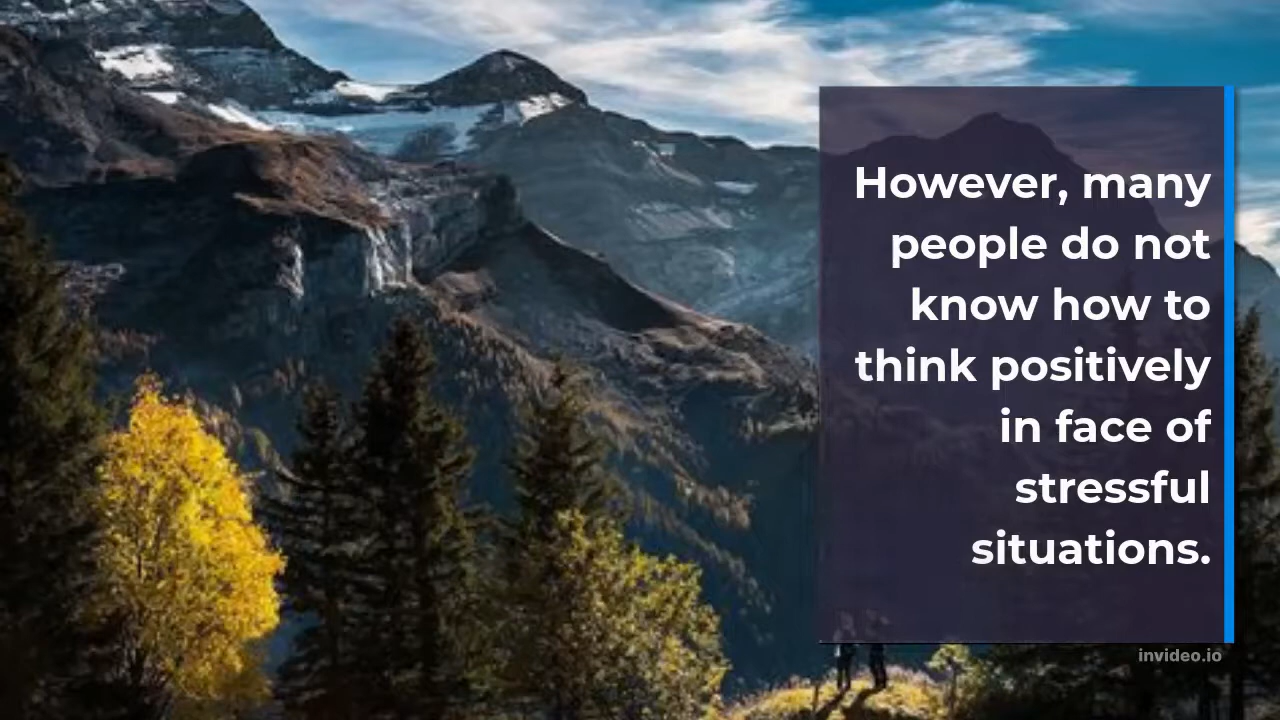 However, many
people do not
know how to
think positively
in face of
stressful
situations.
invideo.io